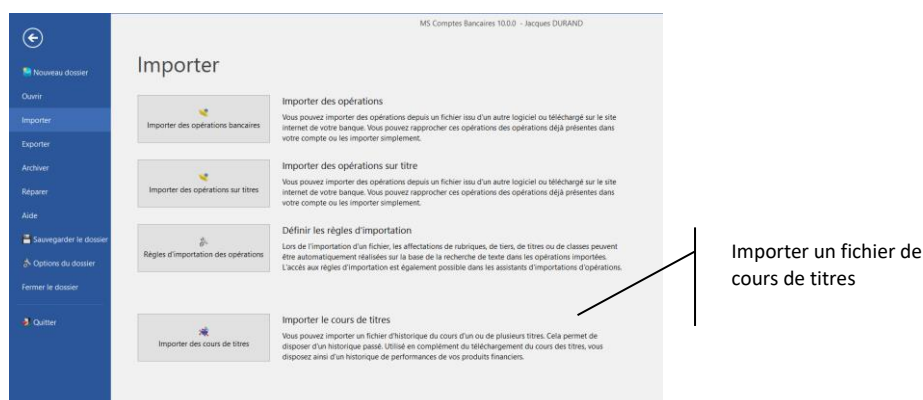 MS Comptes Bancaires 10.0.0 - Jacques DURAND
Nouveau dossier
Ouvrir
Importer
Exporter
Archiver
Réparer
Aide
Sauvegarder le dossier
Options du dossier
Fermer le dossier
Quitter
Importer
Importer des opérations bancaires
Importer des opérations
Vous pouvez importer des opérations depuis un fichier issu d'un autre logiciel ou téléchargé sur le site
internet de votre banque. Vous pouvez rapprocher ces opérations des opérations déjà présentes dans
votre compte ou les importer simplement.
Importer des opérations sur titres
Importer des opérations sur titre
Vous pouvez importer des opérations depuis un fichier issu d'un autre logiciel ou téléchargé sur le site
internet de votre banque. Vous pouvez rapprocher ces opérations des opérations déjà présentes dans
votre compte ou les importer simplement.
Règles d'importation des opérations
Définir les règles d'importation
Lors de l'importation d'un fichier, les affectations de rubriques, de tiers, de titres ou de classes peuvent
être automatiquement réalisées sur la base de la recherche de texte dans les opérations importées.
L'accès aux règles d'importation est également possible dans les assistants d'importations d'opérations.
Importer des cours de titres
Importer le cours de titres
Vous pouvez importer un fichier d'historique du cours d'un ou de plusieurs titres. Cela permet de
disposer d'un historique passé. Utilisé en complément du téléchargement du cours des titres, vous
disposez ainsi d'un historique de performances de vos produits financiers.
Importer un fichier de
cours de titres